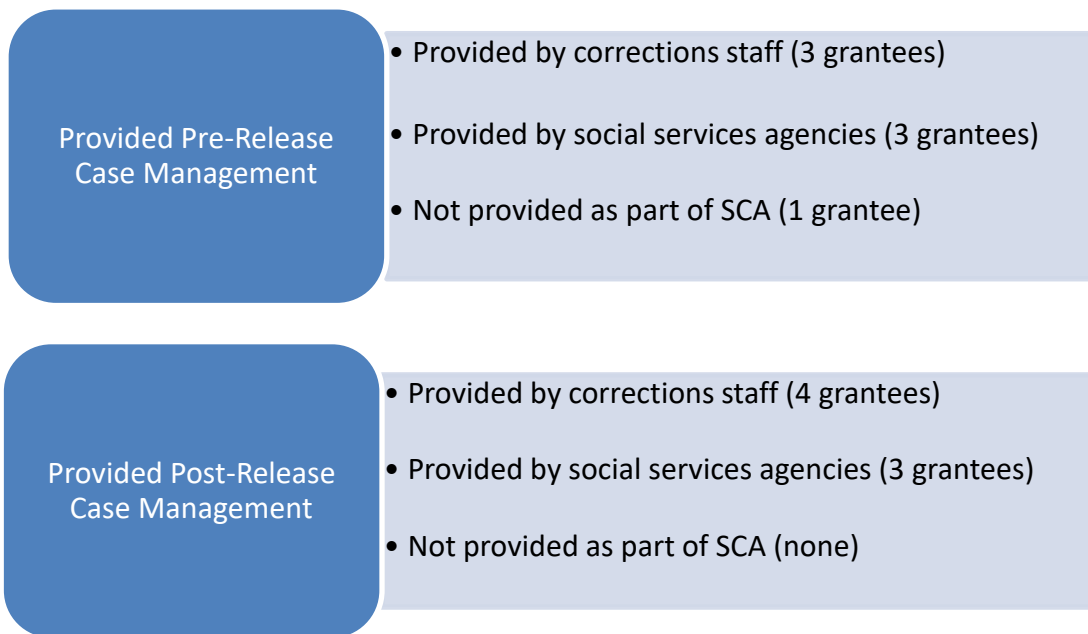 Provided Pre-Release
Case Management
• Provided by corrections staff (3 grantees)
• Provided by social services agencies (3 grantees)
• Not provided as part of SCA (1 grantee)
Provided Post-Release
Case Management
• Provided by corrections staff (4 grantees)
• Provided by social services agencies (3 grantees)
• Not provided as part of SCA (none)